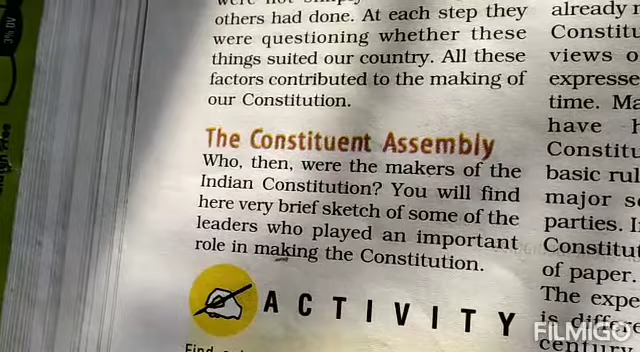 others had done. At each step they
were questioning whether these
things suited our country. All these
factors contributed to the making of
our Constitution.
The Constituent Assembly
Who, then, were the makers of the
Indian Constitution? You will find
here very brief sketch of some of the
leaders who played an important
role in making the Constitution.
ACTIVITY
already
Constitu
views o
expresse
time. Ma
have h
Constitu
basic rul
major s
parties. I
Constitut
of paper.
The expe
is differe
century
FILMIGO